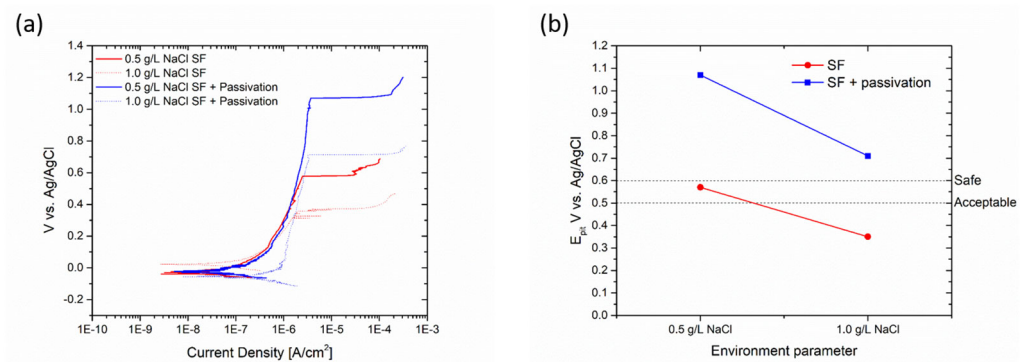 (a)
V vs. Ag/AgCl
1.4
1.2
1.0
0.8
0.6
0.4
0.2
0.0
-0.2
0.5 g/L NaCl SF
1.0 g/L NaCl SF
0.5 g/L NaCl SF + Passivation
1.0 g/L NaCl SF + Passivation
1E-10 1E-9 1E-8 1E-7 1E-6 1E-5 1E-4 1E-3
Current Density [A/cm²]
(b)
E_pit V vs. Ag/AgCl
1.2
1.1
1.0
0.9
0.8
0.7
0.6
0.5
0.4
0.3
0.2
0.1
0.0
SF
SF + passivation
Safe
Acceptable
0.5 g/L NaCl 1.0 g/L NaCl
Environment parameter